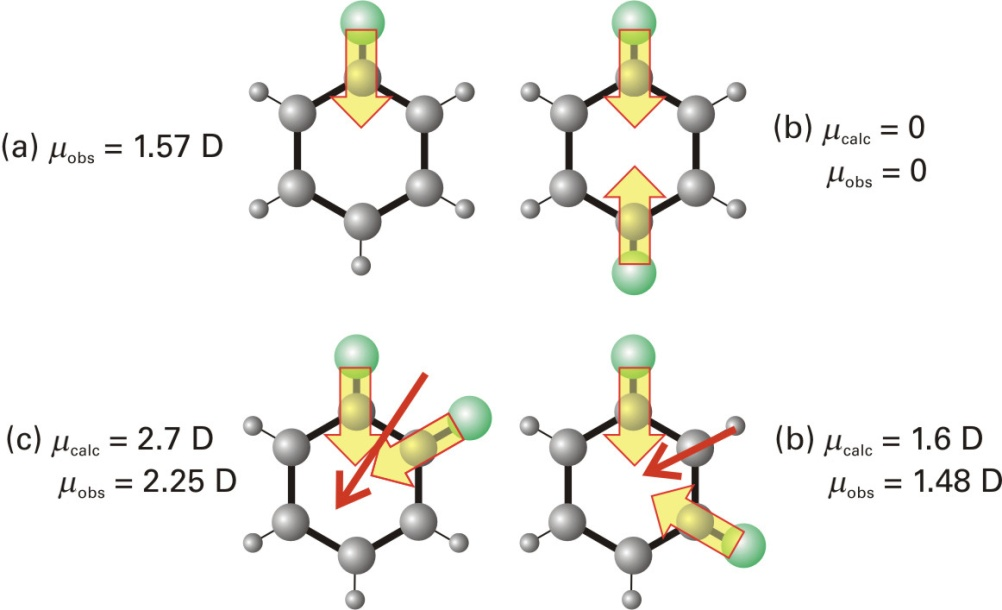 (a) μobs = 1.57 D
(b) μcalc = 0
μobs = 0
(c) μcalc = 2.7 D
μobs = 2.25 D
(b) μcalc = 1.6 D
μobs = 1.48 D